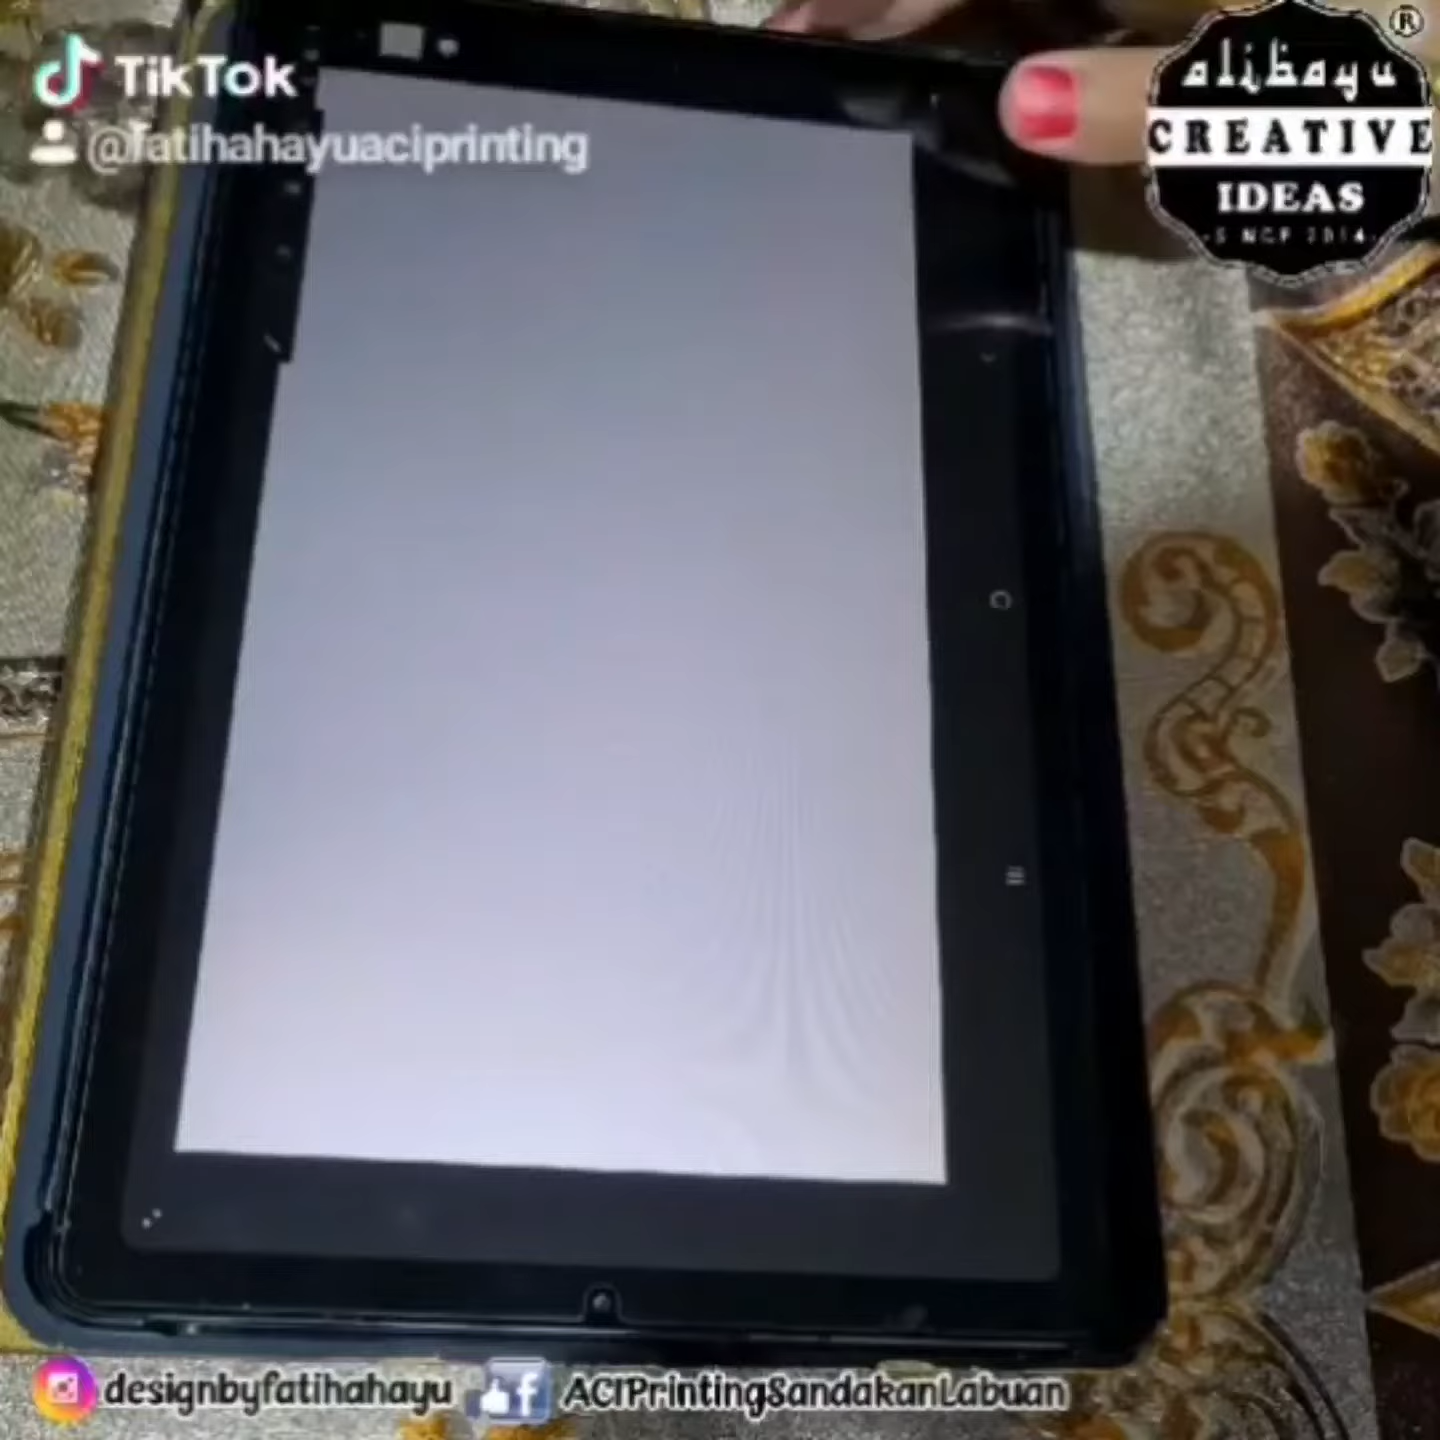 TikTok
@fatihahayuaciprinting
alibayu
®
CREATIVE
IDEAS
designbyfatihahayu
ACIPrintingSandakanLabuan